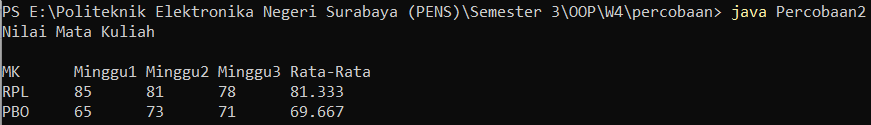 PS E:\Politeknik Elektronika Negeri Surabaya (PENS)\Semester 3\OOP\W4\percobaan> java Percobaan2
Nilai Mata Kuliah
MK Minggu1 Minggu2 Minggu3 Rata-Rata
RPL 85 81 78 81.333
PBO 65 73 71 69.667